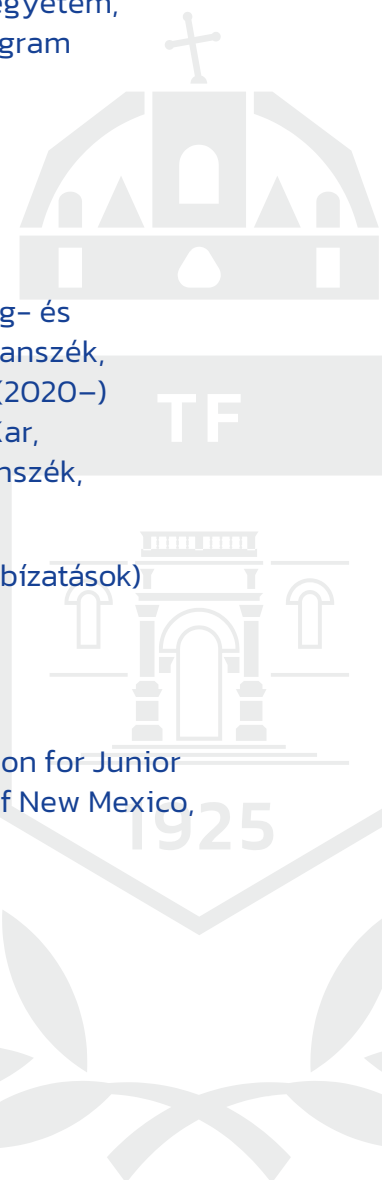 egyetem,
gram
g- és
anszék,
(2020–)
Kar,
nszék,
TF
bízatások)
on for Junior
f New Mexico,
1925